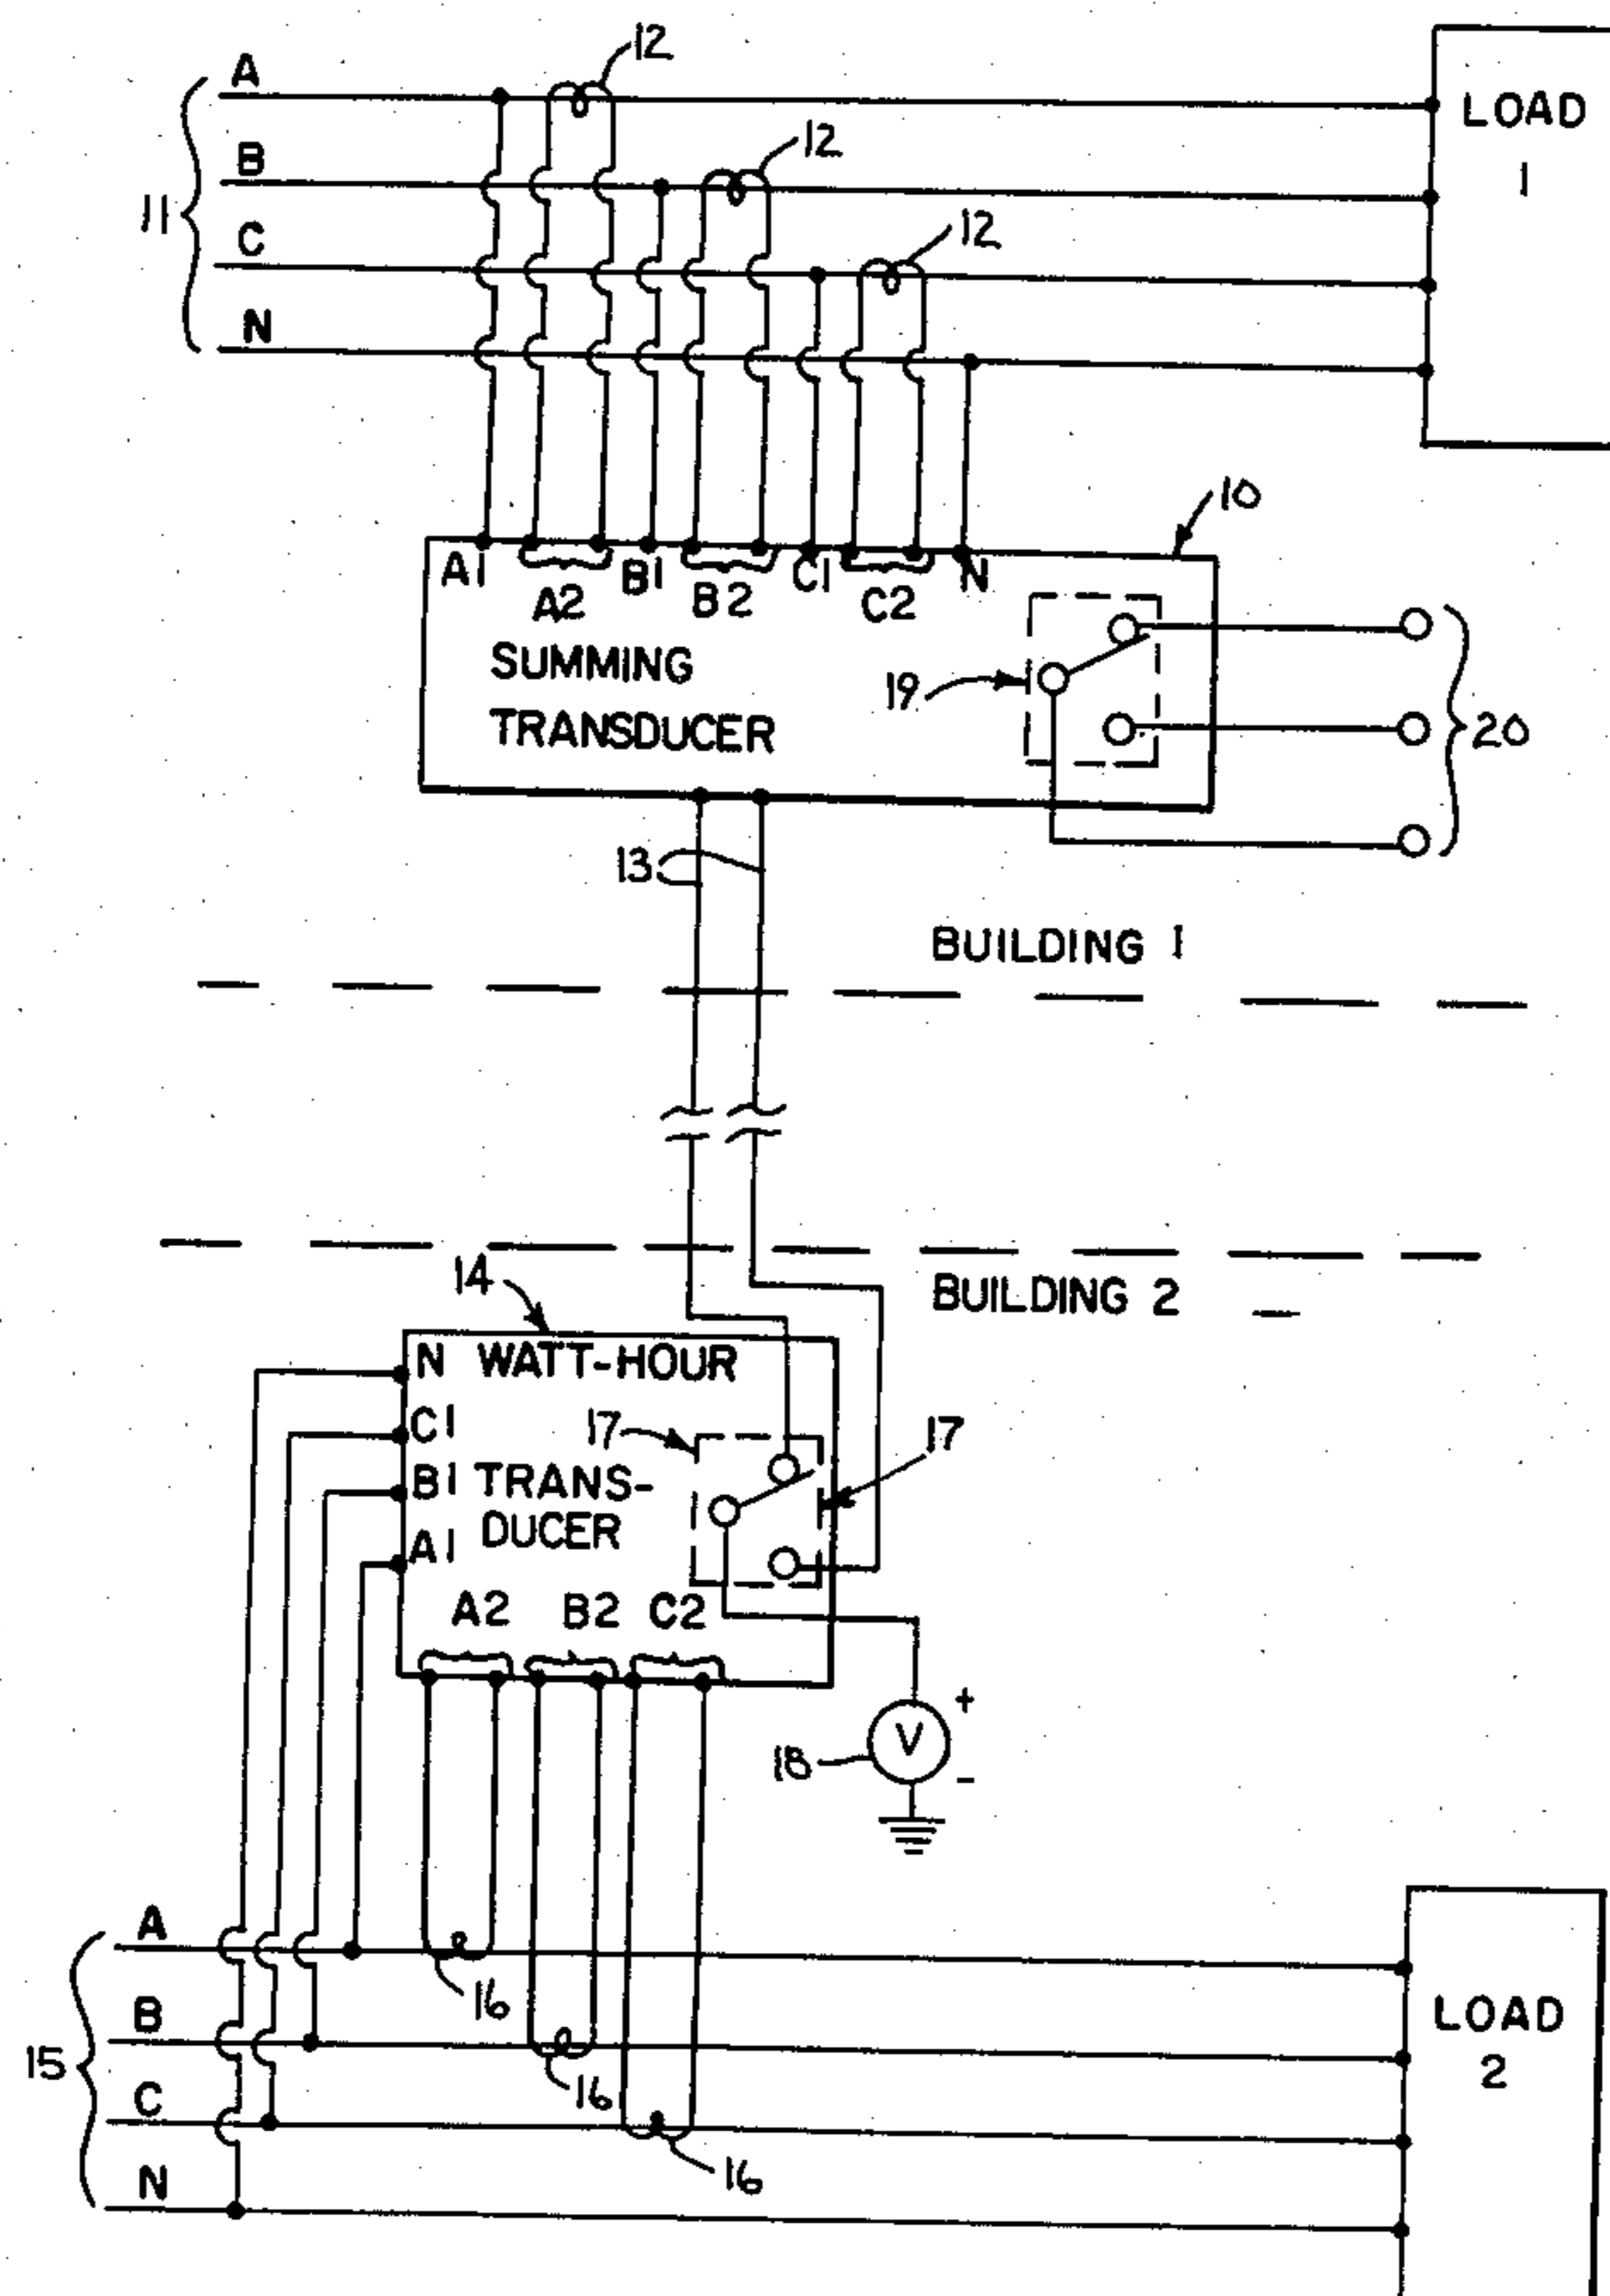 12
A
LOAD
1
B
12
11
C
12
N
10
A1
A2
B1
B2
C1
C2
N
SUMMING
TRANSDUCER
19
20
13
BUILDING 1
BUILDING 2
14
N WATT-HOUR
C1
17
17
B1 TRANS-
DUCER
A1
A2 B2 C2
+
V
18
-
A
16
LOAD
2
B
15
16
C
16
N